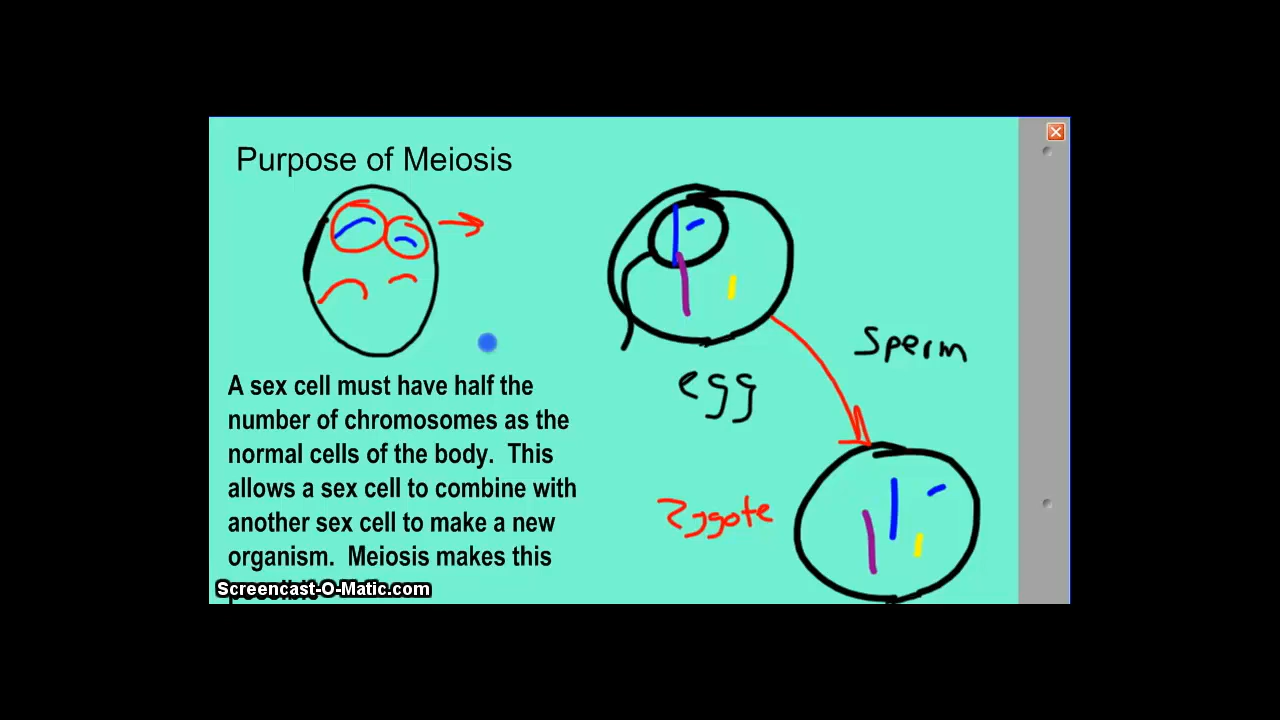 Purpose of Meiosis
Sperm
egg
A sex cell must have half the
number of chromosomes as the
normal cells of the body. This
allows a sex cell to combine with
another sex cell to make a new
organism. Meiosis makes this
Zygote
Screencast-O-Matic.com